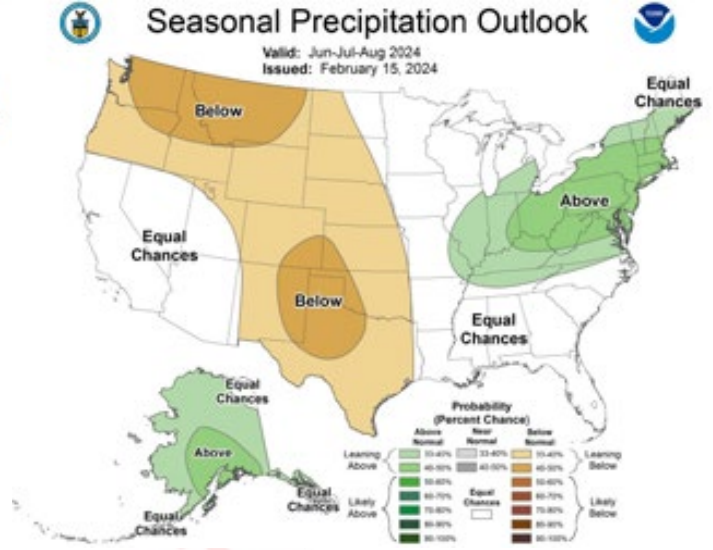 Seasonal Precipitation Outlook
Valid: Jun-Jul-Aug 2024
Issued: February 15, 2024
Equal
Chances
Below
Above
Equal
Chances
Below
Equal
Chances
Equal
Chances
Above
Equal
Chances
Equal
Chances
Probability
(Percent Chance)
Above
Normal
Near
Normal
Below
Normal
Leaning
Above
33-40%
40-50%
50-60%
60-70%
70-80%
80-90%
90-100%
Likely
Above
33-40%
40-50%
Equal
Chances
33-40%
40-50%
50-60%
60-70%
70-80%
80-90%
90-100%
Leaning
Below
Likely
Below